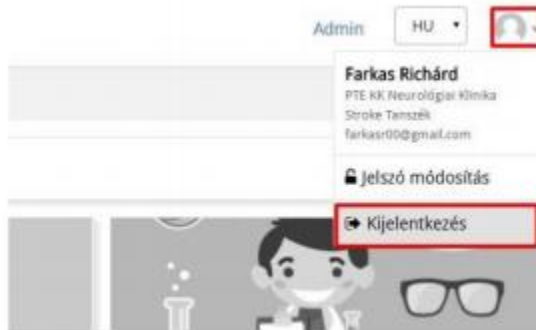 Admin
HU
Farkas Richárd
PTE KK Neurológiai Klinika
Stroke Tanszék
farkasr00@gmail.com
Jelszó módosítás
Kijelentkezés